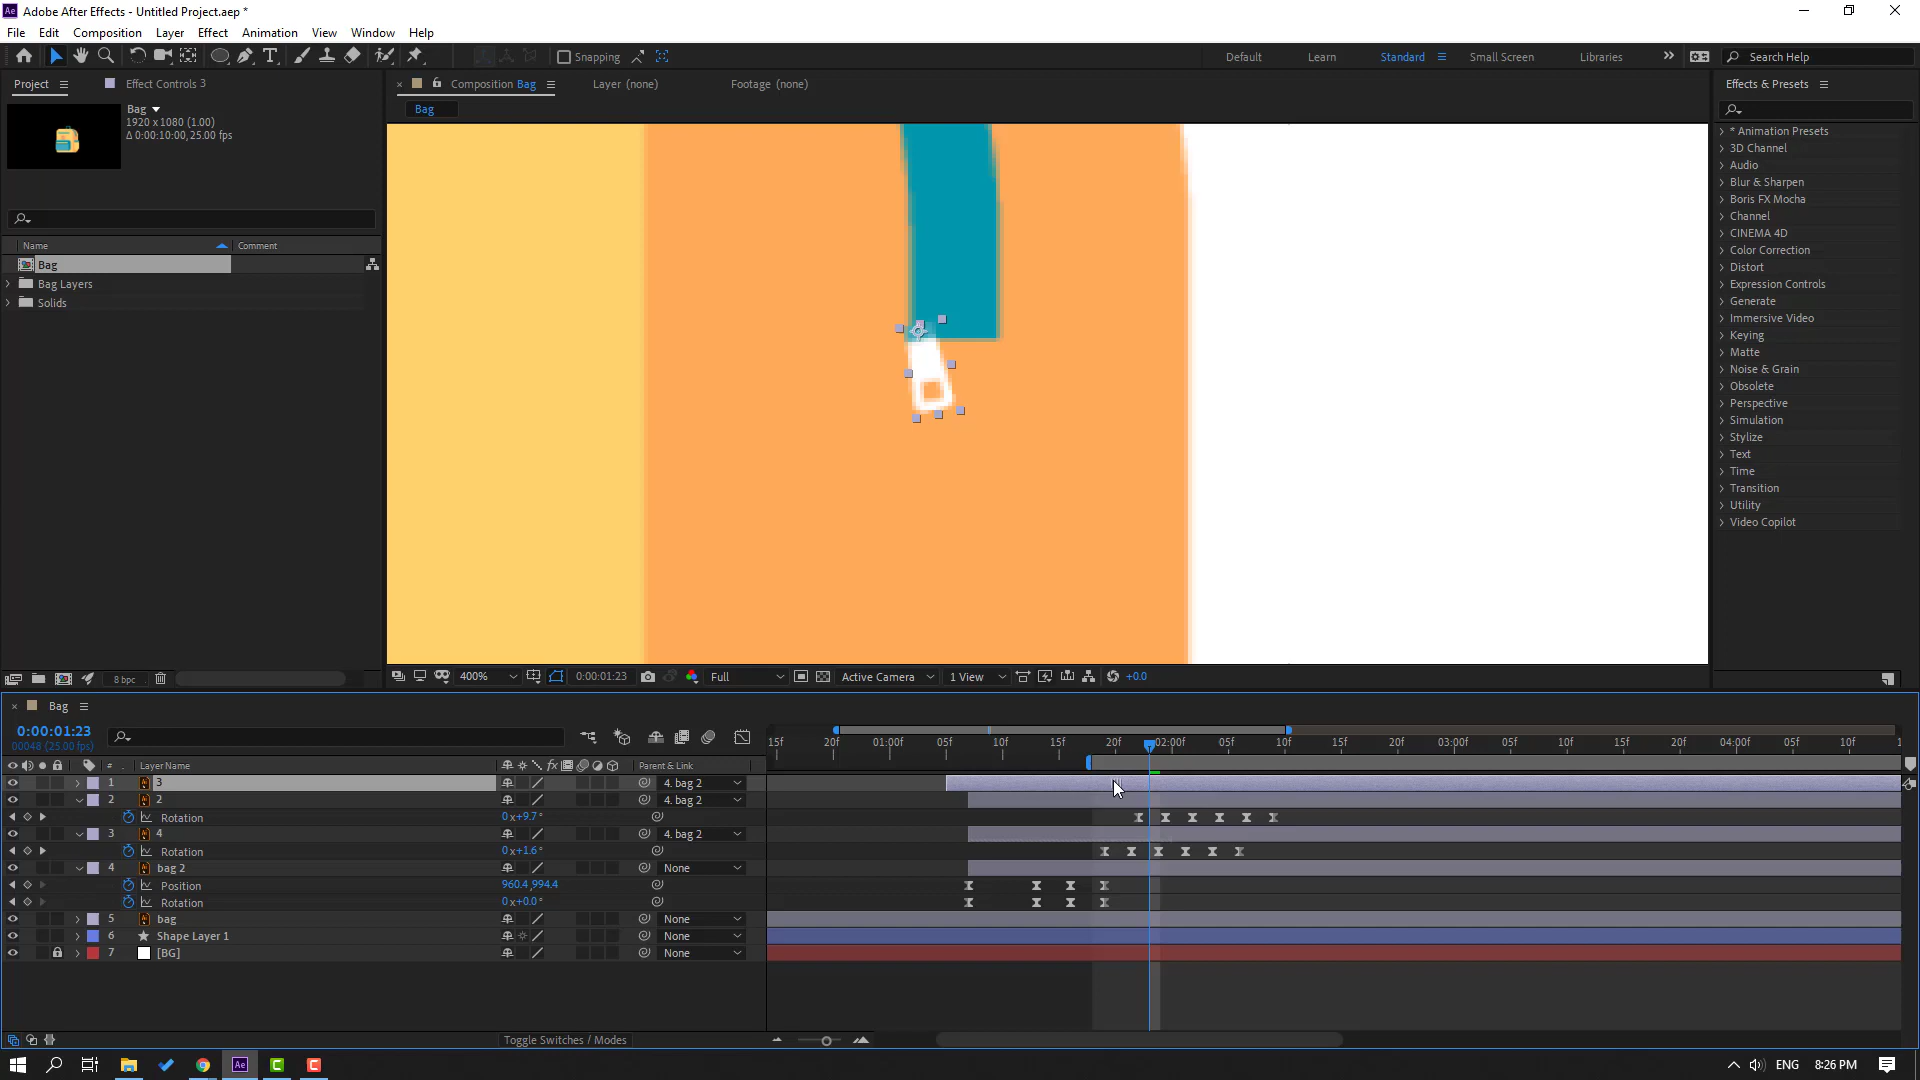 Adobe After Effects - Untitled Project.aep *
File Edit Composition Layer Effect Animation View Window Help
Snapping
Default Learn Standard Small Screen Libraries
Search Help
Project
Effect Controls 3
Composition Bag
Layer (none)
Footage (none)
Effects & Presets
Bag
1920 x 1080 (1.00)
Δ 0:00:10:00, 25.00 fps
Bag
Name Comment
Bag
Bag Layers
Solids
* Animation Presets
3D Channel
Audio
Blur & Sharpen
Boris FX Mocha
Channel
CINEMA 4D
Color Correction
Distort
Expression Controls
Generate
Immersive Video
Keying
Matte
Noise & Grain
Obsolete
Perspective
Simulation
Stylize
Text
Time
Transition
Utility
Video Copilot
8 bpc
400% 0:00:01:23 Full Active Camera 1 View +0.0
Bag
0:00:01:23
00048 (25.00 fps)
15f 20f 01:00f 05f 10f 15f 20f 02:00f 05f 10f 15f 20f 03:00f 05f 10f 15f 20f 04:00f 05f 10f 1
# Layer Name fx Parent & Link
1 3 4. bag 2
2 2 4. bag 2
Rotation 0x+9.7°
3 4 4. bag 2
Rotation 0x+1.6°
4 bag 2 None
Position 960.4,994.4
Rotation 0x+0.0°
5 bag None
6 Shape Layer 1 None
7 [BG] None
Toggle Switches / Modes
ENG 8:26 PM